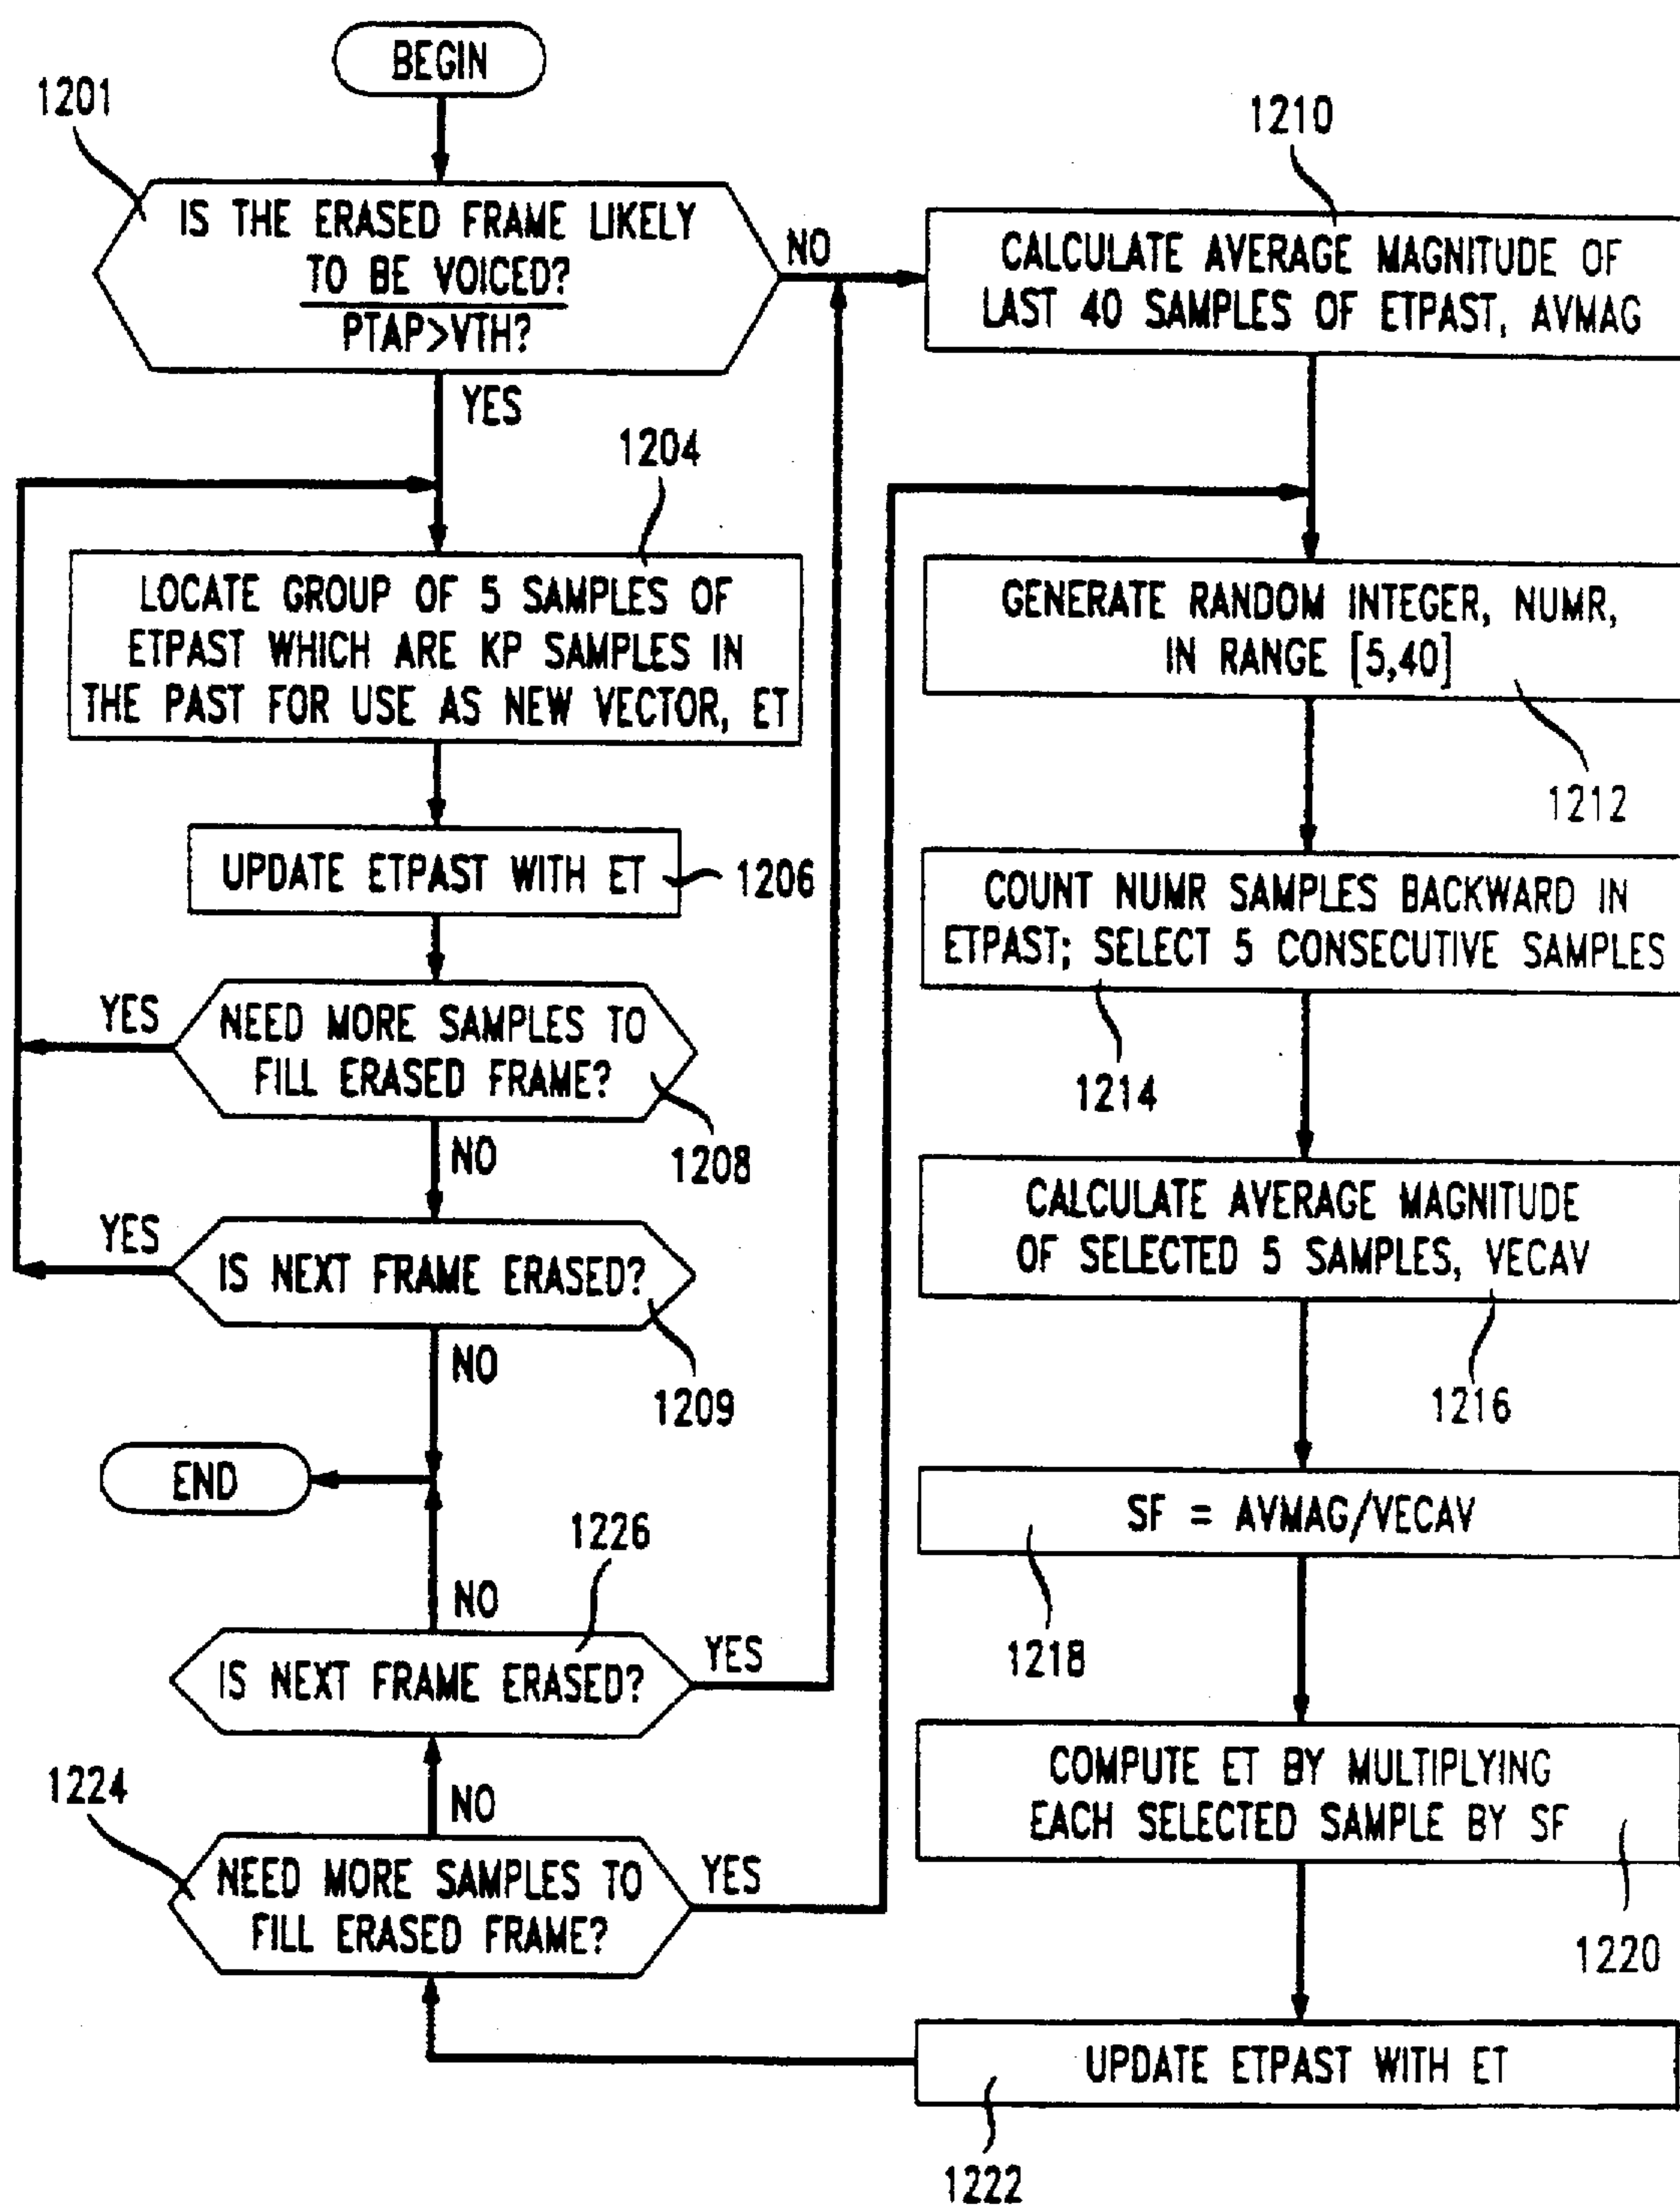 BEGIN
1201
IS THE ERASED FRAME LIKELY
TO BE VOICED?
PTAP>VTH?
NO
YES
1204
LOCATE GROUP OF 5 SAMPLES OF
ETPAST WHICH ARE KP SAMPLES IN
THE PAST FOR USE AS NEW VECTOR, ET
UPDATE ETPAST WITH ET
1206
YES
NEED MORE SAMPLES TO
FILL ERASED FRAME?
1208
NO
YES
IS NEXT FRAME ERASED?
1209
NO
END
1226
NO
IS NEXT FRAME ERASED?
YES
1224
NO
NEED MORE SAMPLES TO
FILL ERASED FRAME?
YES
1210
CALCULATE AVERAGE MAGNITUDE OF
LAST 40 SAMPLES OF ETPAST, AVMAG
GENERATE RANDOM INTEGER, NUMR,
IN RANGE [5,40]
1212
COUNT NUMR SAMPLES BACKWARD IN
ETPAST; SELECT 5 CONSECUTIVE SAMPLES
1214
CALCULATE AVERAGE MAGNITUDE
OF SELECTED 5 SAMPLES, VECAV
1216
SF = AVMAG/VECAV
1218
COMPUTE ET BY MULTIPLYING
EACH SELECTED SAMPLE BY SF
1220
UPDATE ETPAST WITH ET
1222